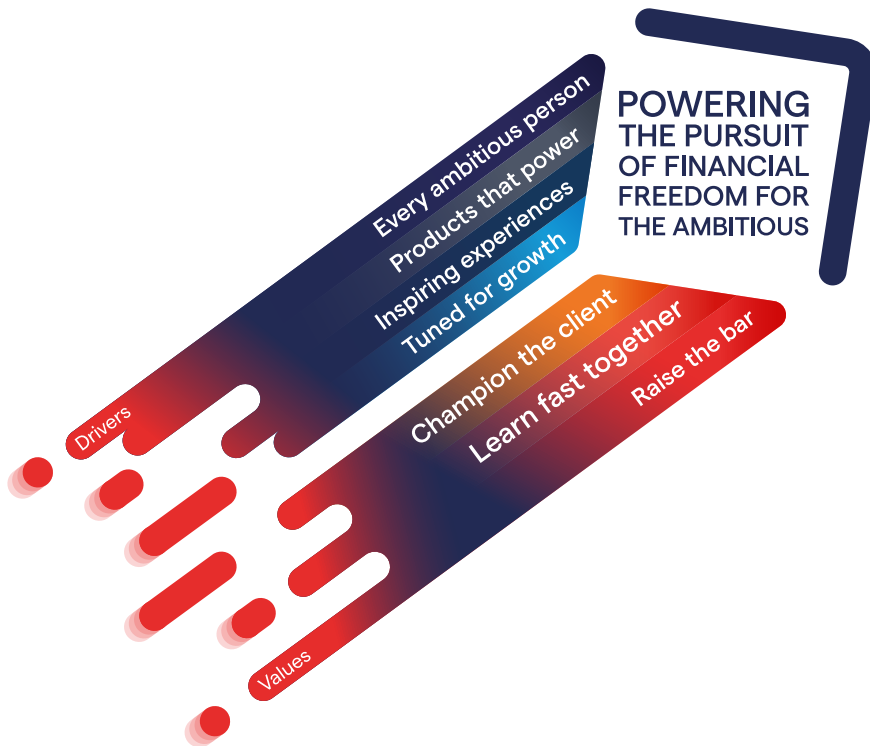 POWERING
THE PURSUIT
OF FINANCIAL
FREEDOM FOR
THE AMBITIOUS
Every ambitious person
Products that power
Inspiring experiences
Tuned for growth
Drivers
Champion the client
Learn fast together
Raise the bar
Values